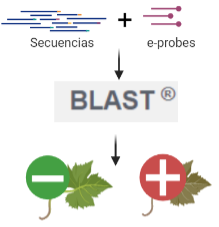 +
Secuencias e-probes
BLAST®
− +